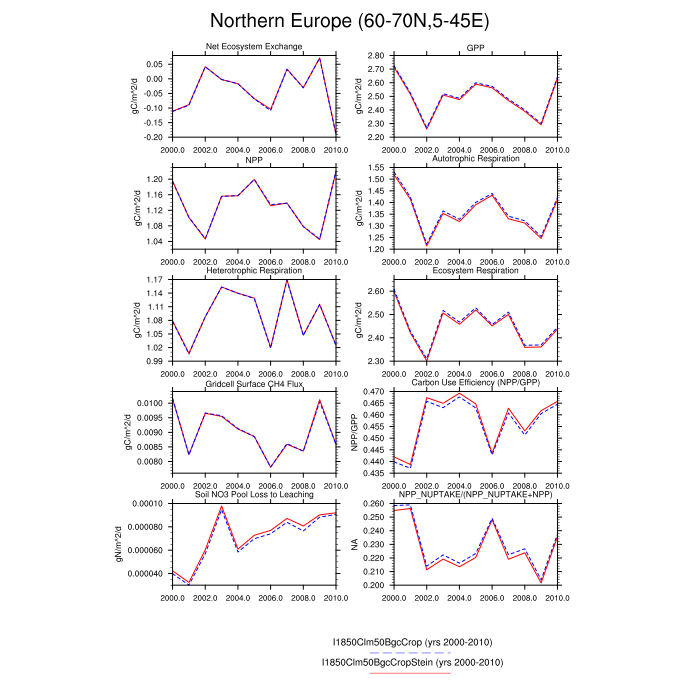 Northern Europe (60-70N,5-45E)
Net Ecosystem Exchange
gC/m^2/d
0.05
0.00
-0.05
-0.10
-0.15
-0.20
2000.0 2002.0 2004.0 2006.0 2008.0 2010.0
GPP
gC/m^2/d
2.80
2.70
2.60
2.50
2.40
2.30
2.20
2000.0 2002.0 2004.0 2006.0 2008.0 2010.0
NPP
gC/m^2/d
1.20
1.16
1.12
1.08
1.04
2000.0 2002.0 2004.0 2006.0 2008.0 2010.0
Autotrophic Respiration
gC/m^2/d
1.55
1.50
1.45
1.40
1.35
1.30
1.25
1.20
2000.0 2002.0 2004.0 2006.0 2008.0 2010.0
Heterotrophic Respiration
gC/m^2/d
1.17
1.14
1.11
1.08
1.05
1.02
0.99
2000.0 2002.0 2004.0 2006.0 2008.0 2010.0
Ecosystem Respiration
gC/m^2/d
2.60
2.50
2.40
2.30
2000.0 2002.0 2004.0 2006.0 2008.0 2010.0
Gridcell Surface CH4 Flux
gC/m^2/d
0.0100
0.0095
0.0090
0.0085
0.0080
2000.0 2002.0 2004.0 2006.0 2008.0 2010.0
Carbon Use Efficiency (NPP/GPP)
NPP/GPP
0.470
0.465
0.460
0.455
0.450
0.445
0.440
0.435
2000.0 2002.0 2004.0 2006.0 2008.0 2010.0
Soil NO3 Pool Loss to Leaching
gN/m^2/d
0.00010
0.000080
0.000060
0.000040
2000.0 2002.0 2004.0 2006.0 2008.0 2010.0
NPP_NUPTAKE/(NPP_NUPTAKE+NPP)
NA
0.260
0.250
0.240
0.230
0.220
0.210
0.200
2000.0 2002.0 2004.0 2006.0 2008.0 2010.0
I1850Clm50BgcCrop (yrs 2000-2010)
I1850Clm50BgcCropStein (yrs 2000-2010)